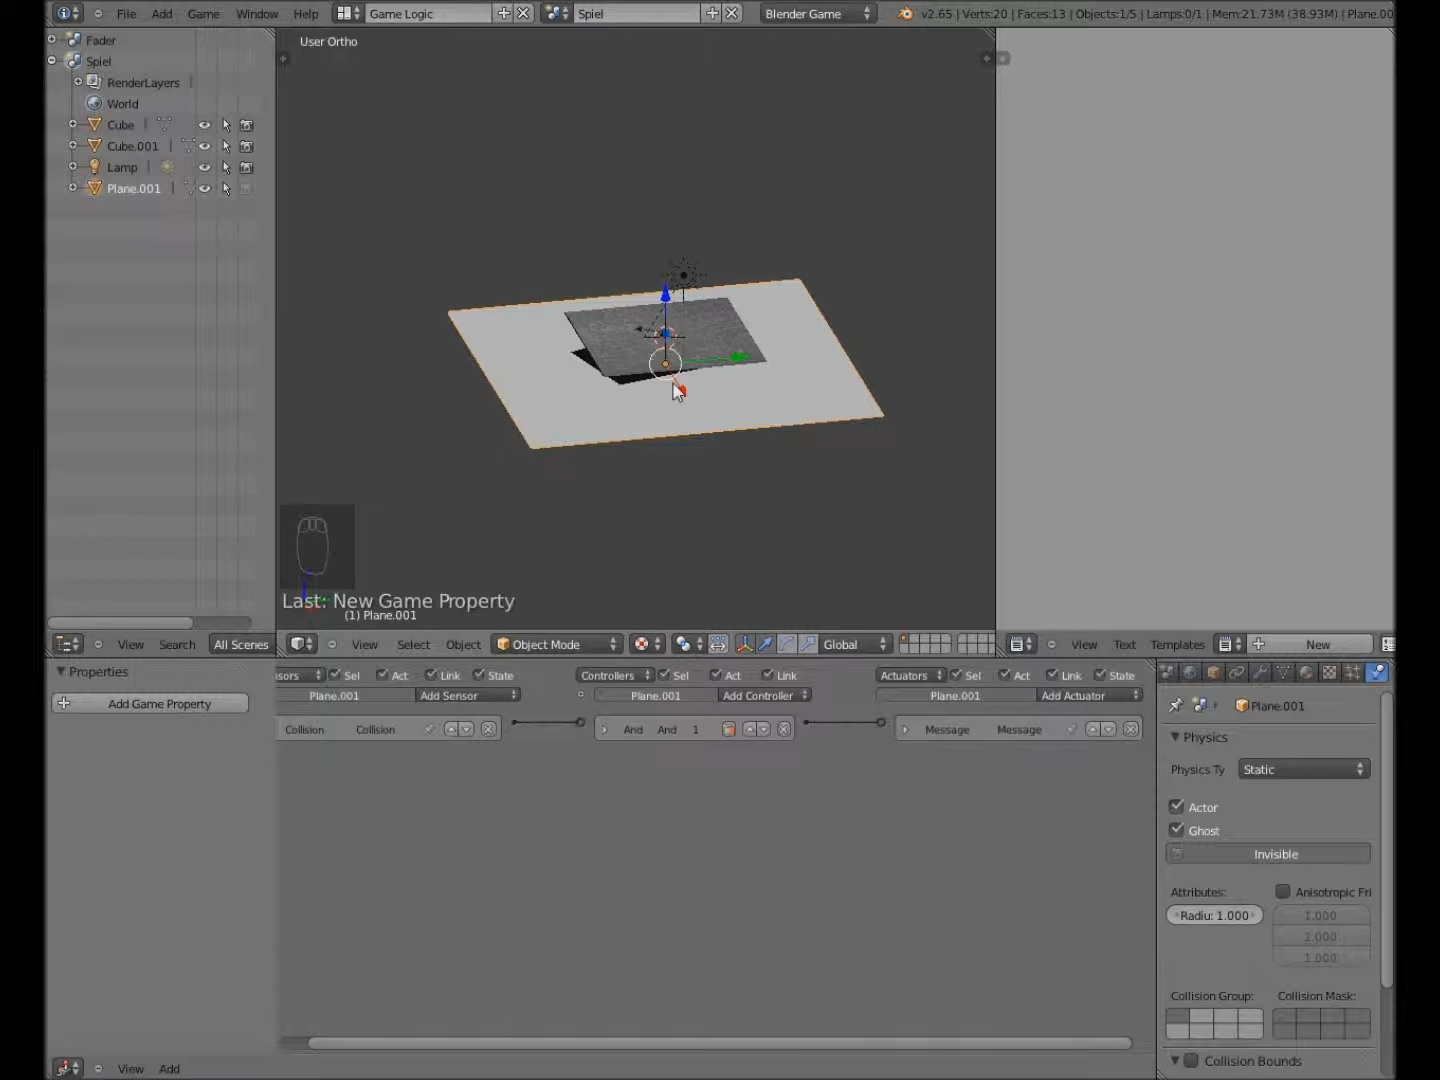 File Add Game Window Help Game Logic Spiel Blender Game v2.65 | Verts:20 | Faces:13 | Objects:1/5 | Lamps:0/1 | Mem:21.73M (38.93M) | Plane.00
Fader
Spiel
RenderLayers
World
Cube
Cube.001
Lamp
Plane.001
User Ortho
Last: New Game Property
(1) Plane.001
View Search All Scenes
View Select Object Object Mode Global
View Text Templates New
Properties
Add Game Property
Sel Act Link State
Plane.001 Add Sensor
Collision Collision
Controllers Sel Act Link
Plane.001 Add Controller
And And 1
Actuators Sel Act Link State
Plane.001 Add Actuator
Message Message
Plane.001
Physics
Physics Ty Static
Actor
Ghost
Invisible
Attributes: Anisotropic Fri
Radiu: 1.000 1.000
1.000
1.000
Collision Group: Collision Mask:
Collision Bounds
View Add